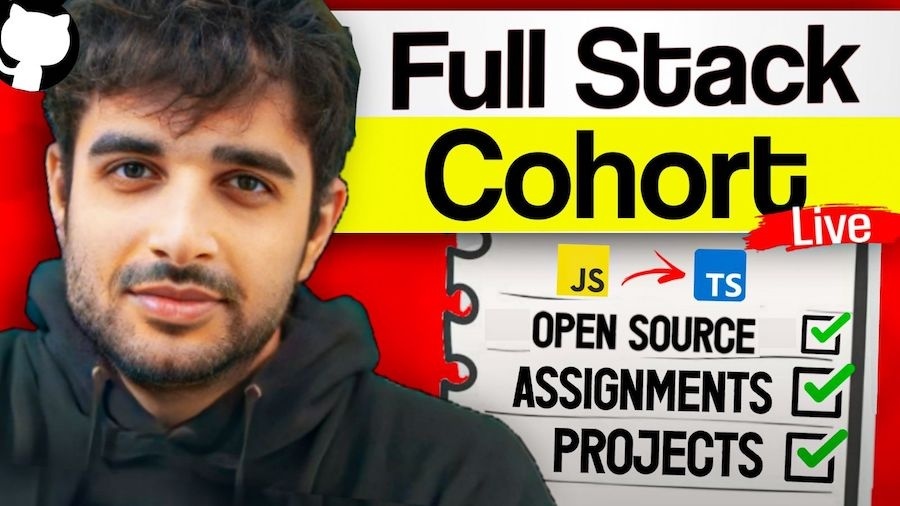 Full Stack
Cohort
Live
JS TS
OPEN SOURCE
ASSIGNMENTS
PROJECTS